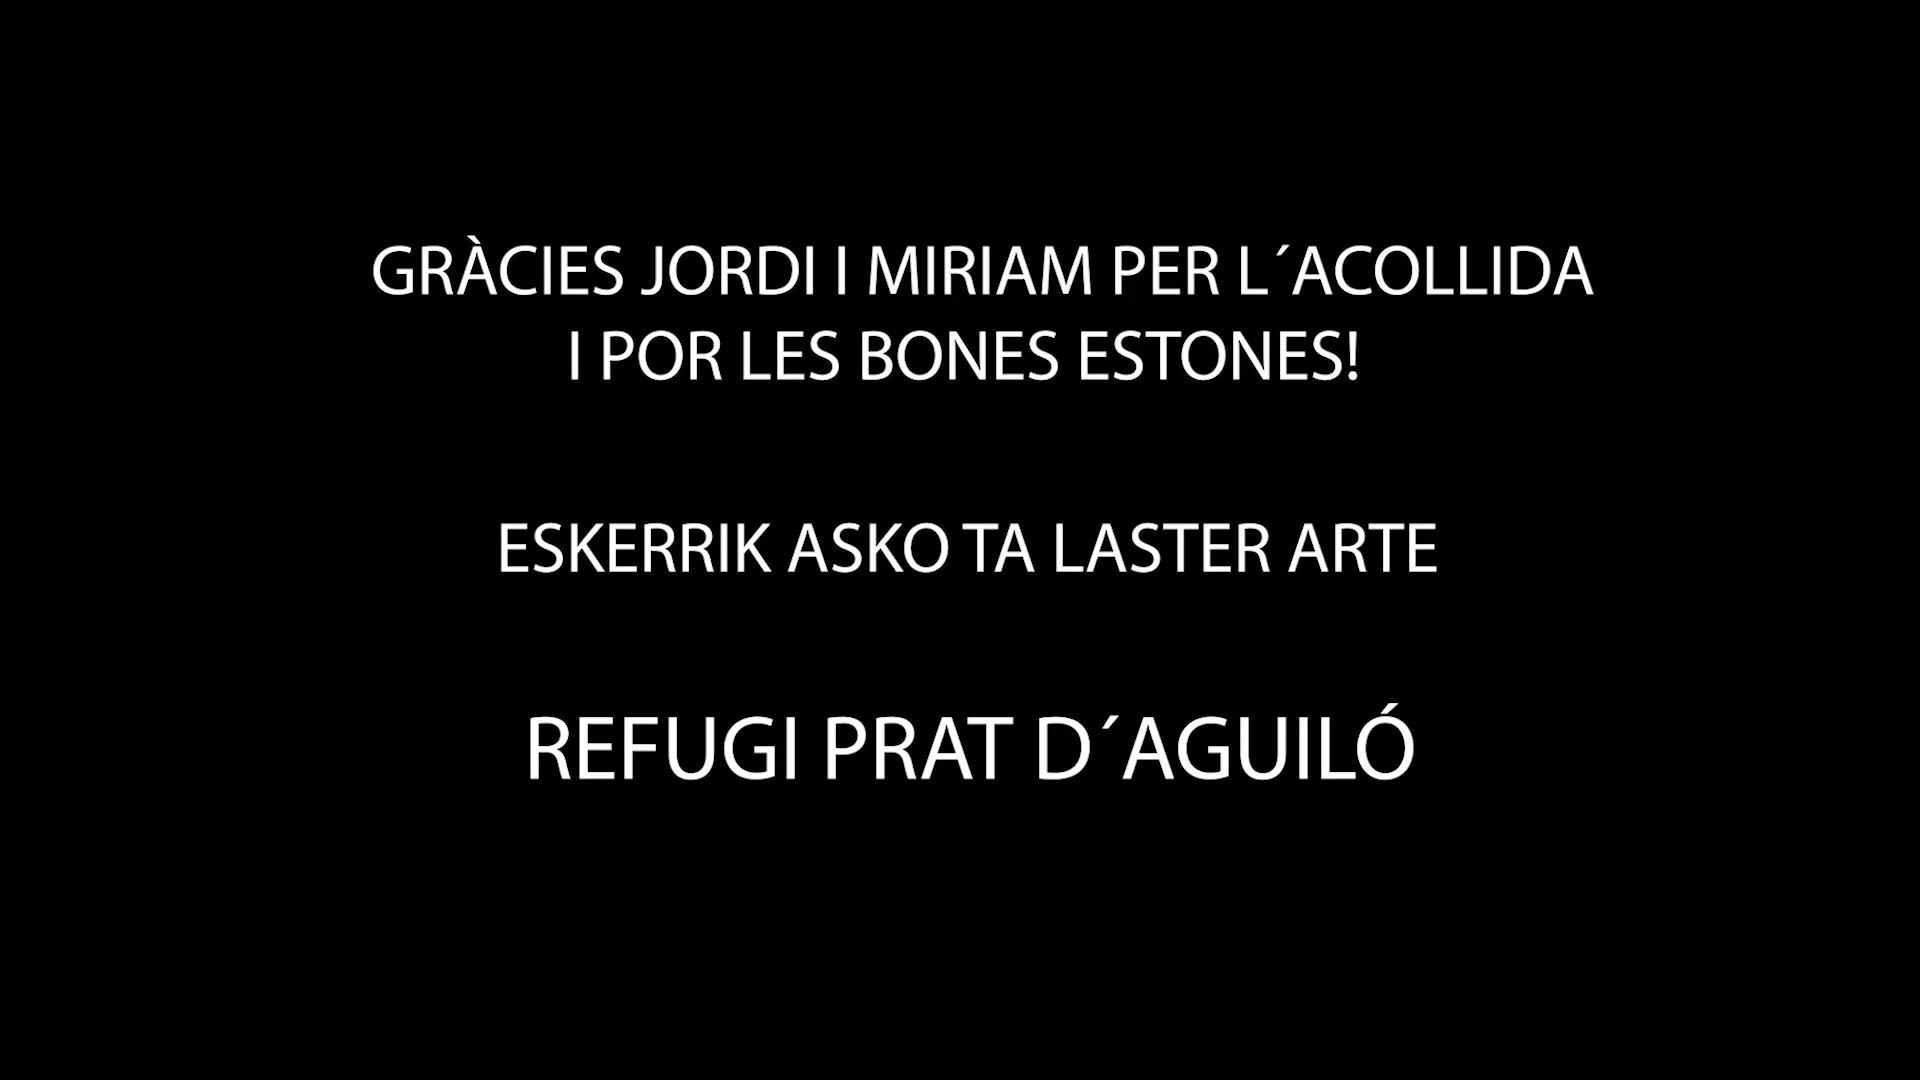 GRÀCIES JORDI I MIRIAM PER L´ACOLLIDA
I POR LES BONES ESTONES!
ESKERRIK ASKO TA LASTER ARTE
REFUGI PRAT D´AGUILÓ